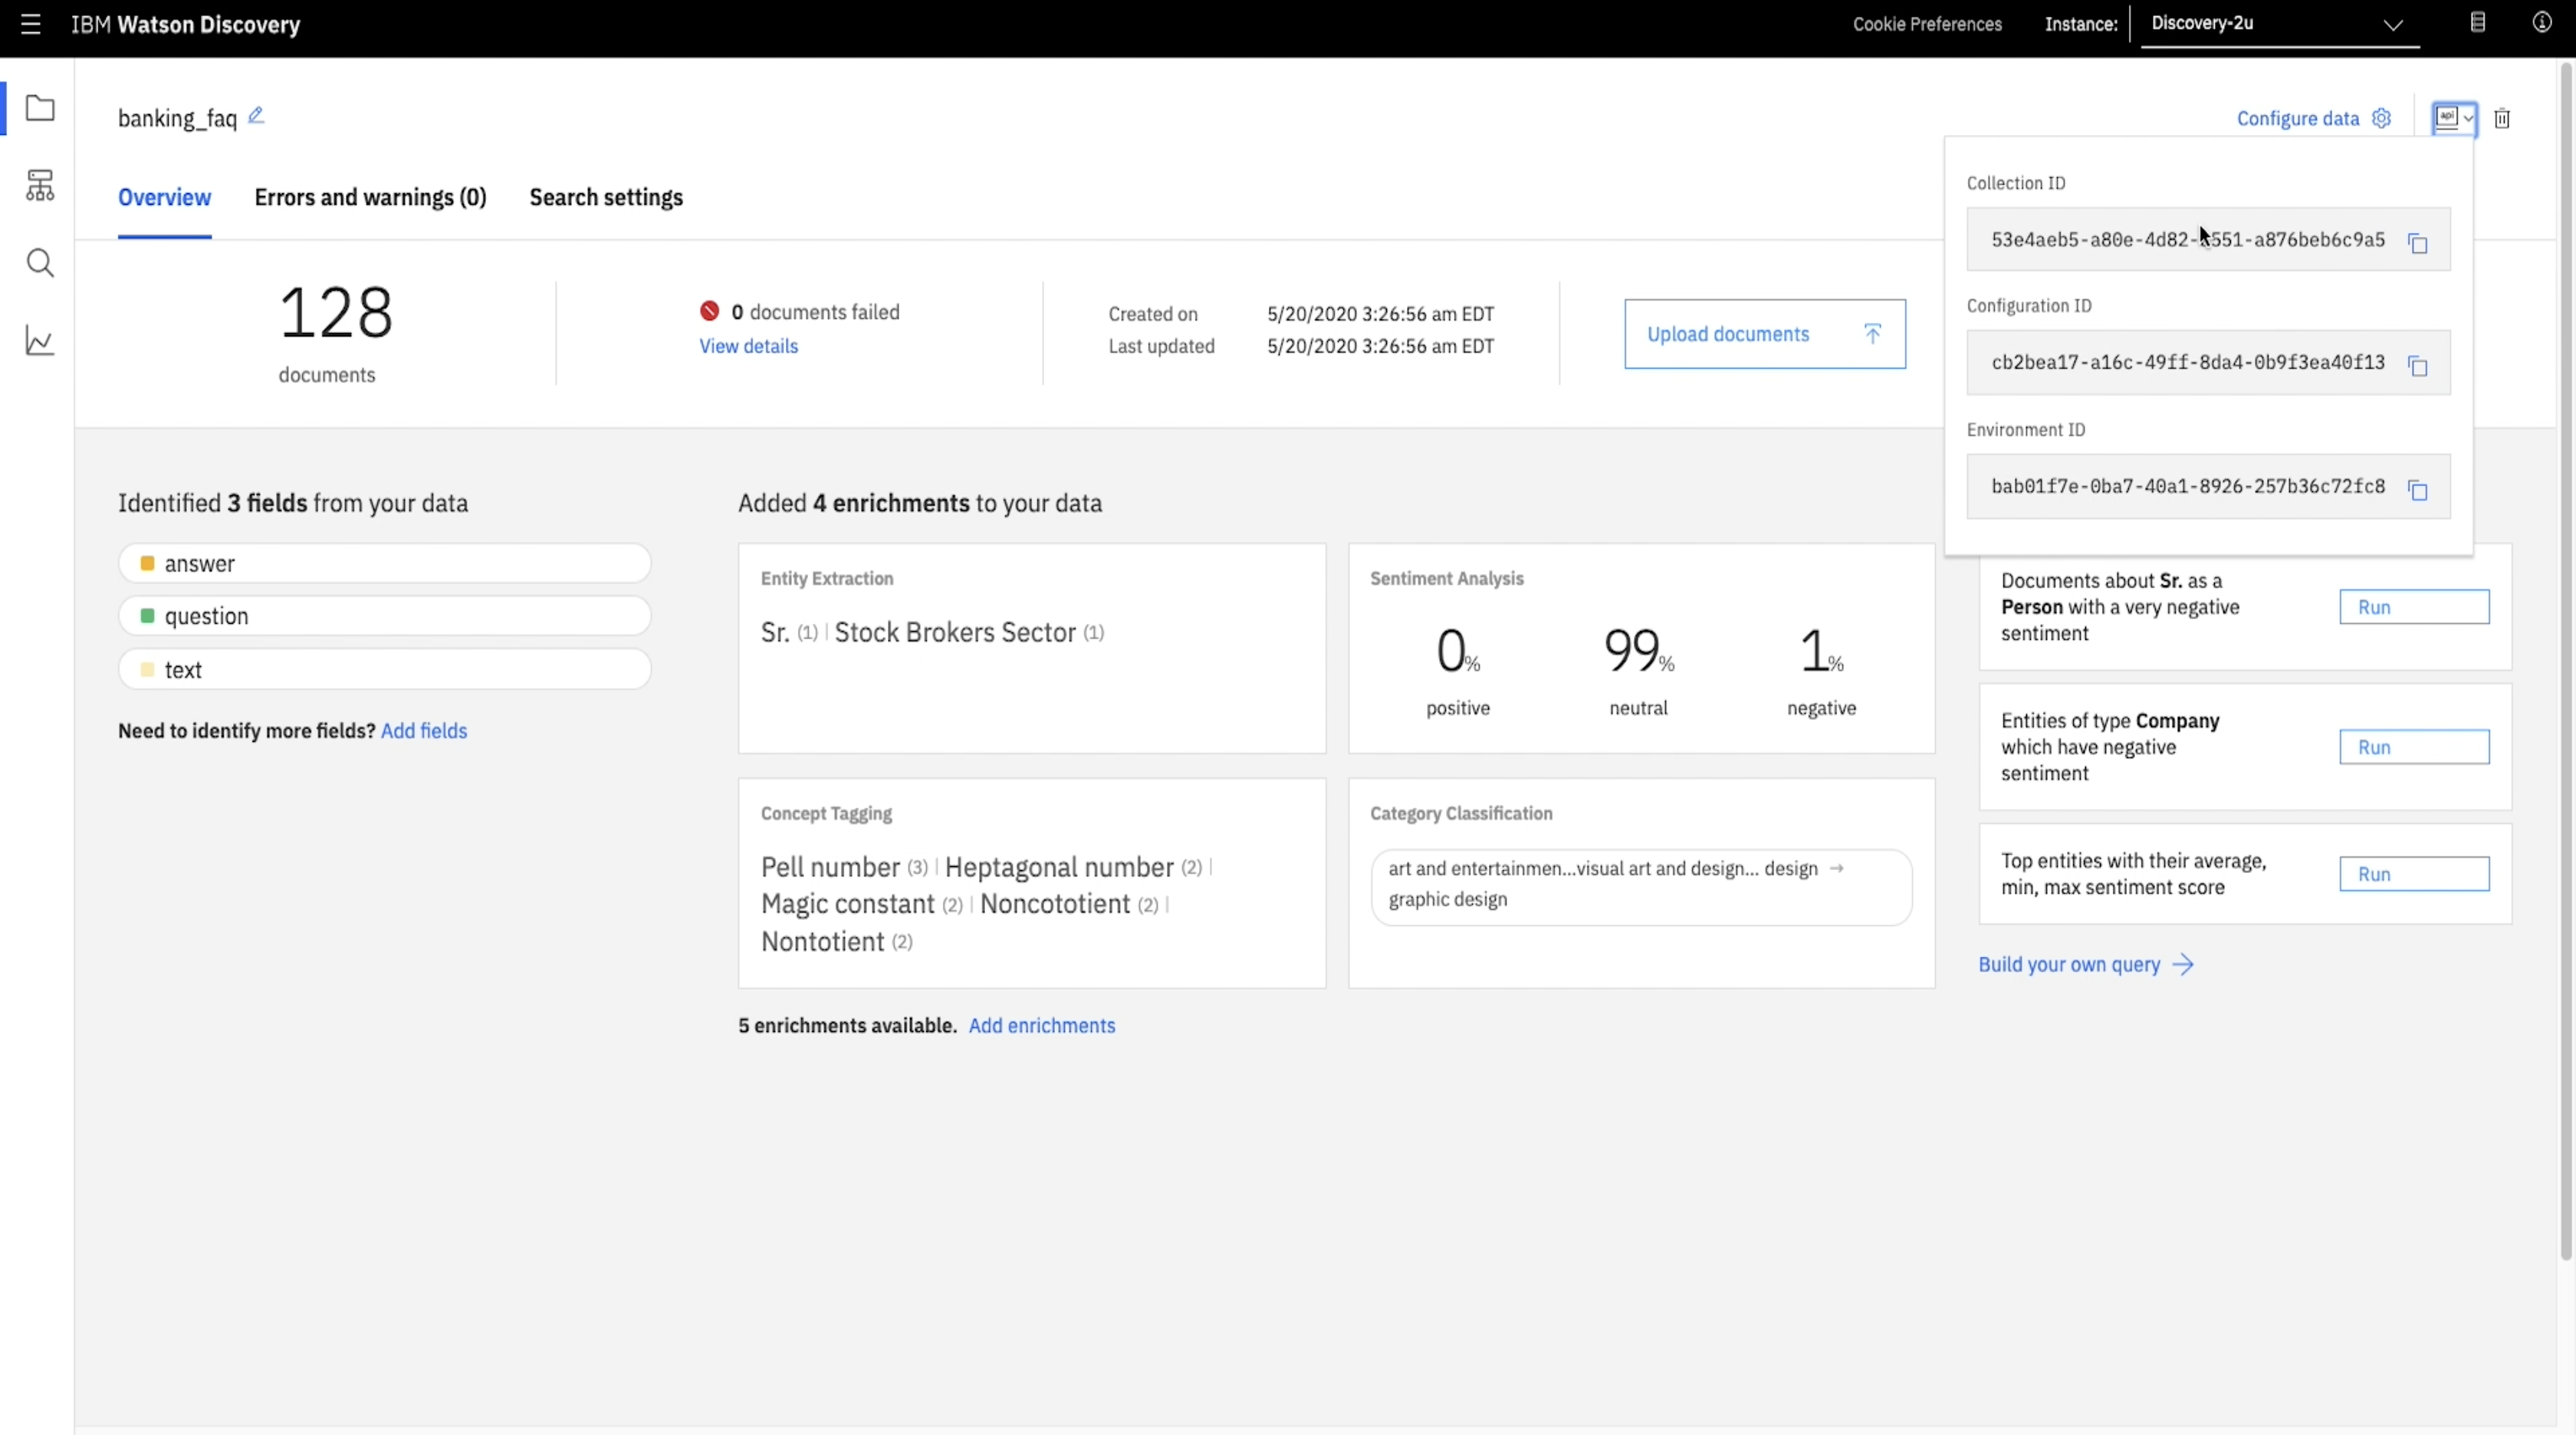 IBM Watson Discovery
Cookie Preferences
Instance:
Discovery-2u
banking_faq
Configure data
api
Overview
Errors and warnings (0)
Search settings
Collection ID
53e4aeb5-a80e-4d82- 551-a876beb6c9a5
Configuration ID
cb2bea17-a16c-49ff-8da4-0b9f3ea40f13
Environment ID
bab01f7e-0ba7-40a1-8926-257b36c72fc8
128
documents
0 documents failed
View details
Created on 5/20/2020 3:26:56 am EDT
Last updated 5/20/2020 3:26:56 am EDT
Upload documents
Identified 3 fields from your data
answer
question
text
Need to identify more fields? Add fields
Added 4 enrichments to your data
Entity Extraction
Sr. (1) | Stock Brokers Sector (1)
Sentiment Analysis
0% 99% 1%
positive neutral negative
Concept Tagging
Pell number (3) | Heptagonal number (2) |
Magic constant (2) | Noncototient (2) |
Nontotient (2)
Category Classification
art and entertainmen...visual art and design... design →
graphic design
5 enrichments available. Add enrichments
Documents about Sr. as a
Person with a very negative
sentiment
Run
Entities of type Company
which have negative
sentiment
Run
Top entities with their average,
min, max sentiment score
Run
Build your own query →